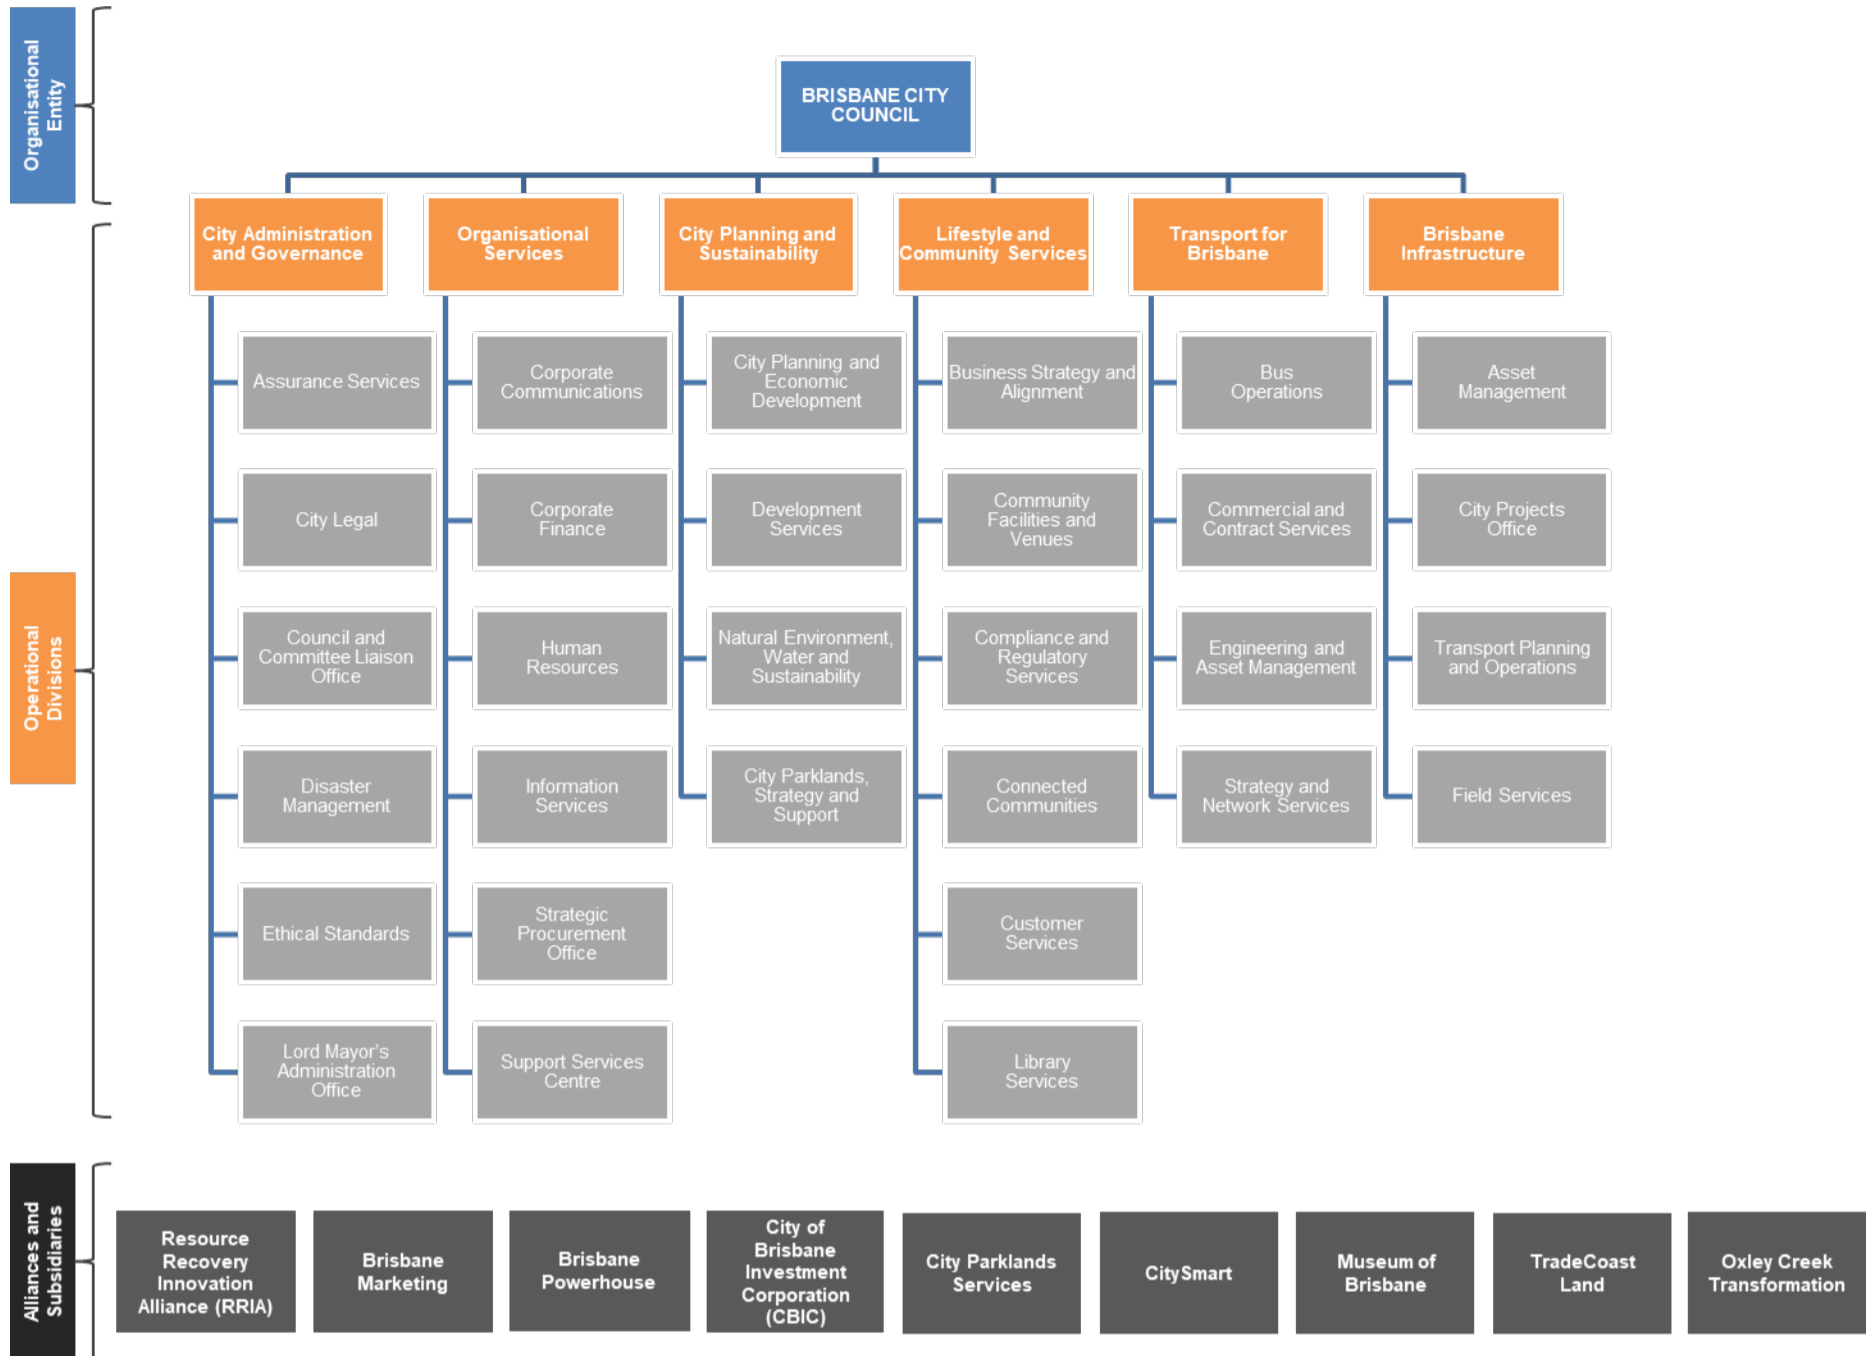 Organisational
Entity
BRISBANE CITY
COUNCIL
Operational
Divisions
City Administration
and Governance
Organisational
Services
City Planning and
Sustainability
Lifestyle and
Community Services
Transport for
Brisbane
Brisbane
Infrastructure
Assurance Services
City Legal
Council and
Committee Liaison
Office
Disaster
Management
Ethical Standards
Lord Mayor's
Administration
Office
Corporate
Communications
Corporate
Finance
Human
Resources
Information
Services
Strategic
Procurement
Office
Support Services
Centre
City Planning and
Economic
Development
Development
Services
Natural Environment,
Water and
Sustainability
City Parklands,
Strategy and
Support
Business Strategy and
Alignment
Community
Facilities and
Venues
Compliance and
Regulatory
Services
Connected
Communities
Customer
Services
Library
Services
Bus
Operations
Commercial and
Contract Services
Engineering and
Asset Management
Strategy and
Network Services
Asset
Management
City Projects
Office
Transport Planning
and Operations
Field Services
Alliances and
Subsidiaries
Resource
Recovery
Innovation
Alliance (RRIA)
Brisbane
Marketing
Brisbane
Powerhouse
City of
Brisbane
Investment
Corporation
(CBIC)
City Parklands
Services
CitySmart
Museum of
Brisbane
TradeCoast
Land
Oxley Creek
Transformation